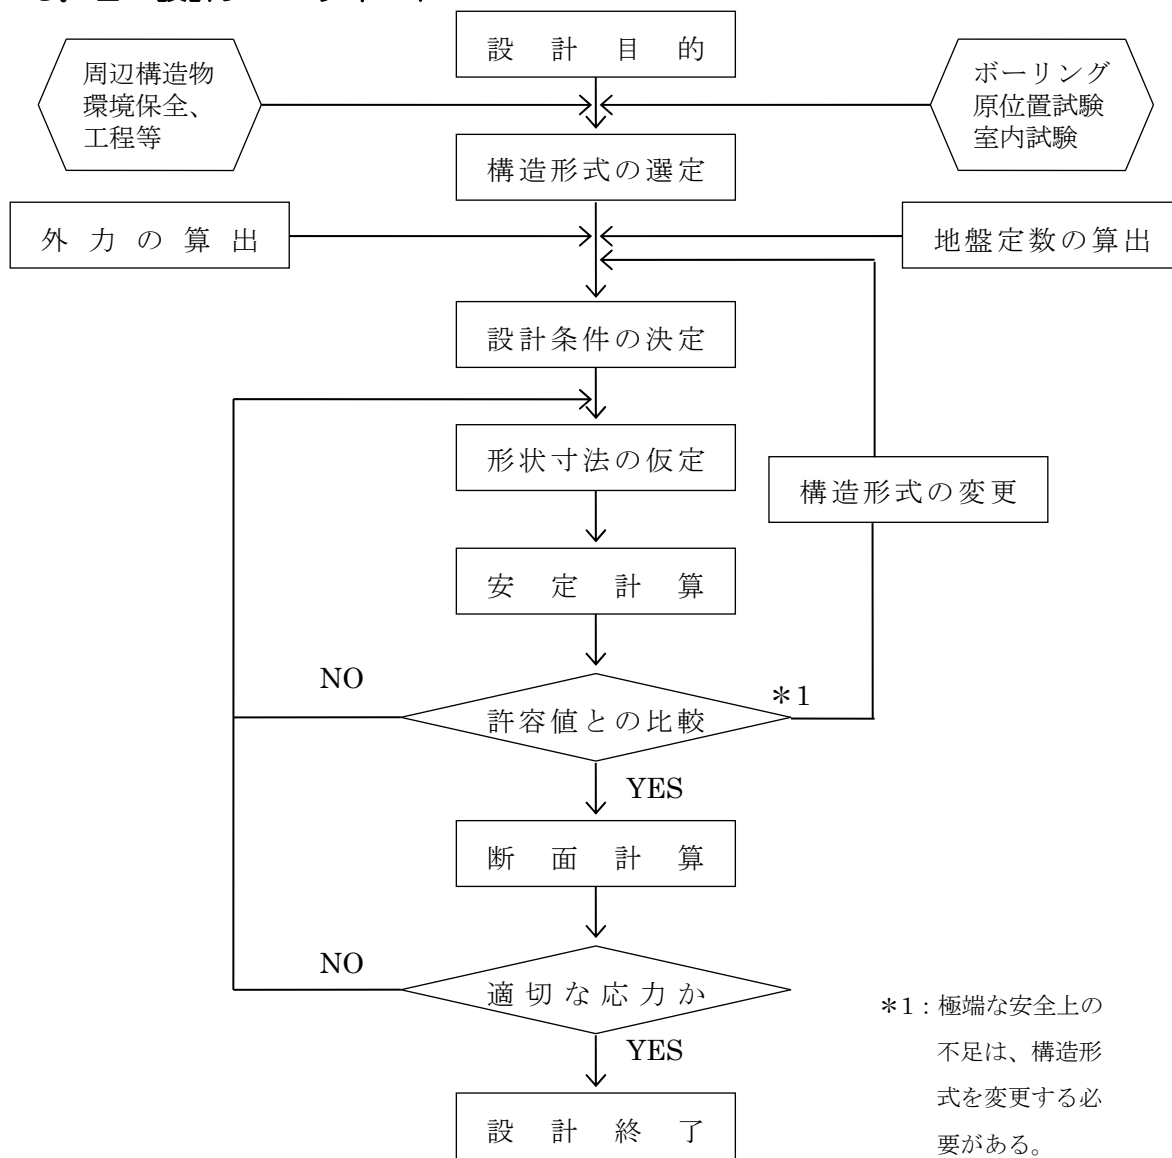 設計目的
周辺構造物
環境保全、
工程等
ボーリング
原位置試験
室内試験
構造形式の選定
外力の算出
地盤定数の算出
設計条件の決定
形状寸法の仮定
構造形式の変更
安定計算
NO
＊1
許容値との比較
YES
断面計算
NO
適切な応力か
＊1：極端な安全上の
不足は、構造形
式を変更する必
要がある。
YES
設計終了